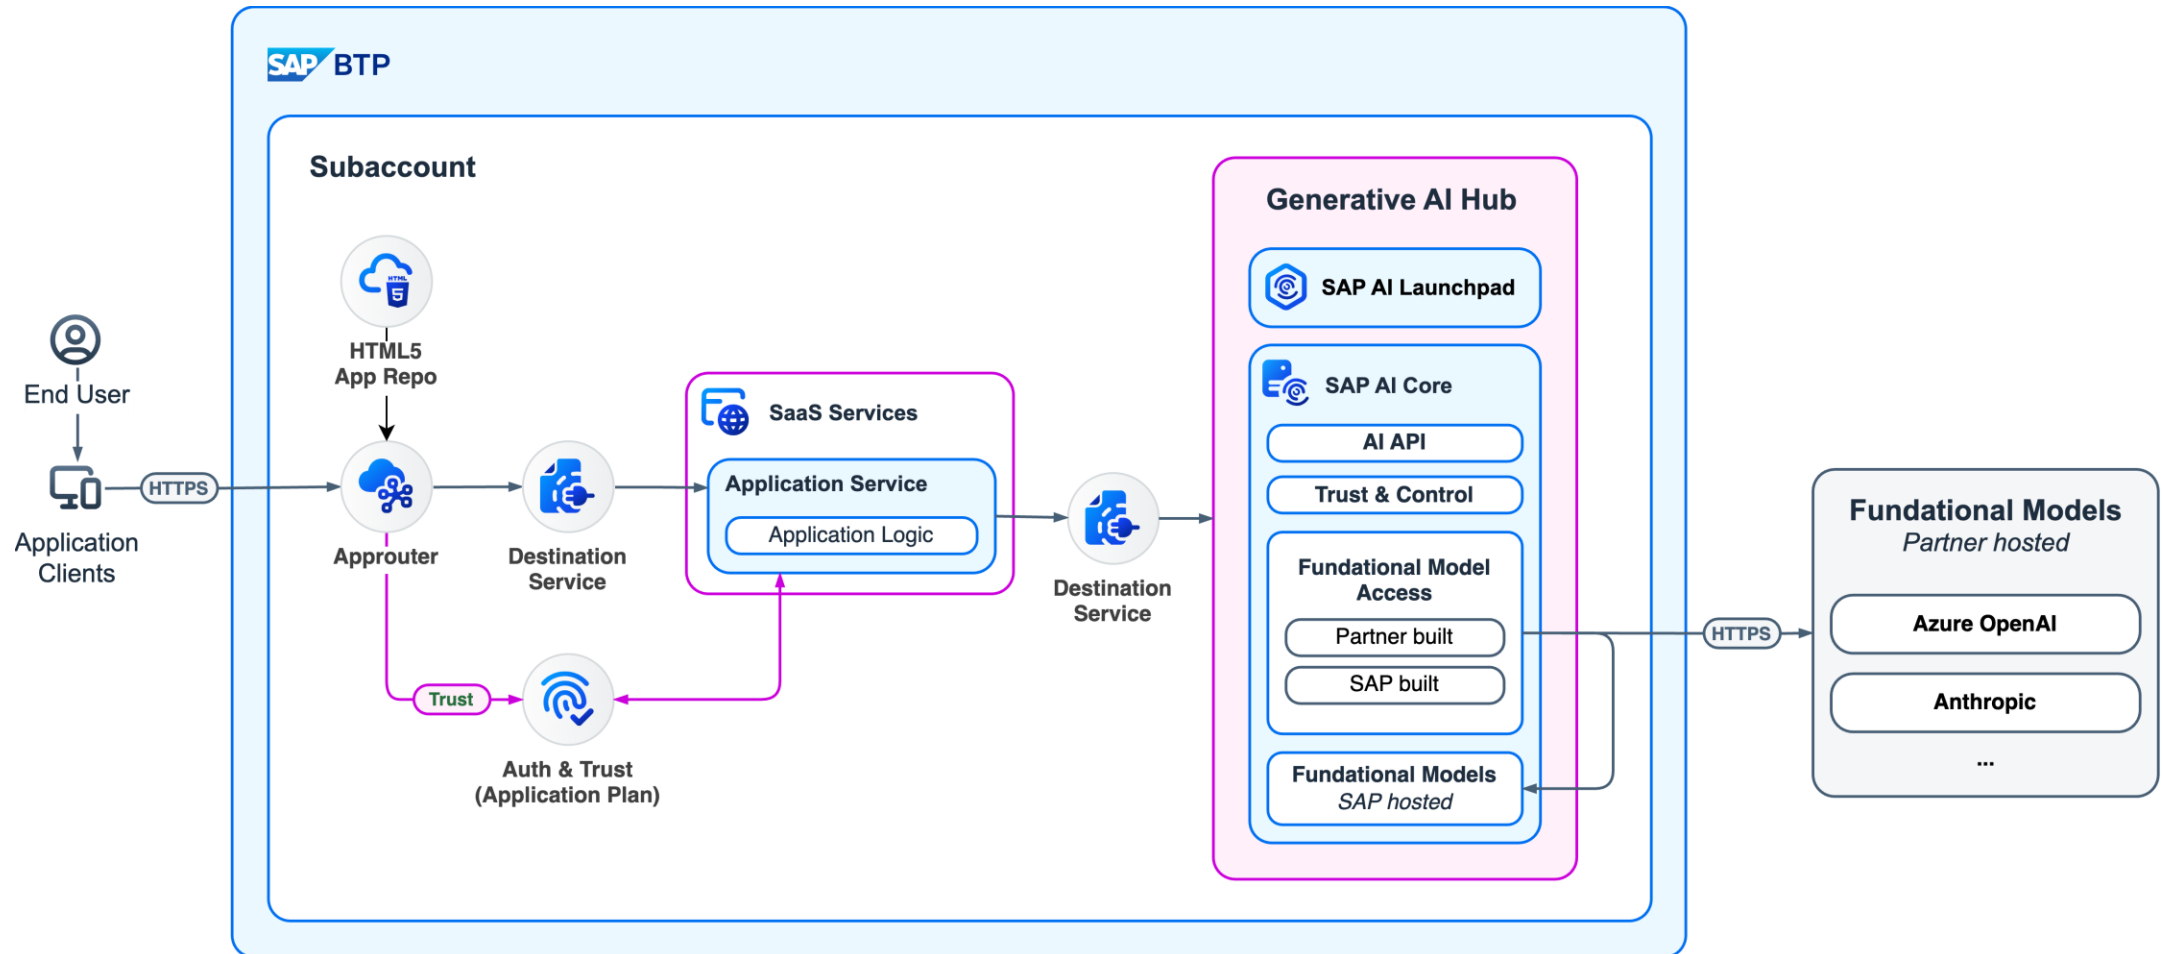 SAP BTP
Subaccount
HTML
5
HTML5
App Repo
End User
Application
Clients
HTTPS
Approuter
Destination
Service
SaaS Services
Application Service
Application Logic
Trust
Auth & Trust
(Application Plan)
Destination
Service
Generative AI Hub
SAP AI Launchpad
SAP AI Core
AI API
Trust & Control
Fundational Model
Access
Partner built
SAP built
Fundational Models
SAP hosted
HTTPS
Fundational Models
Partner hosted
Azure OpenAI
Anthropic
...